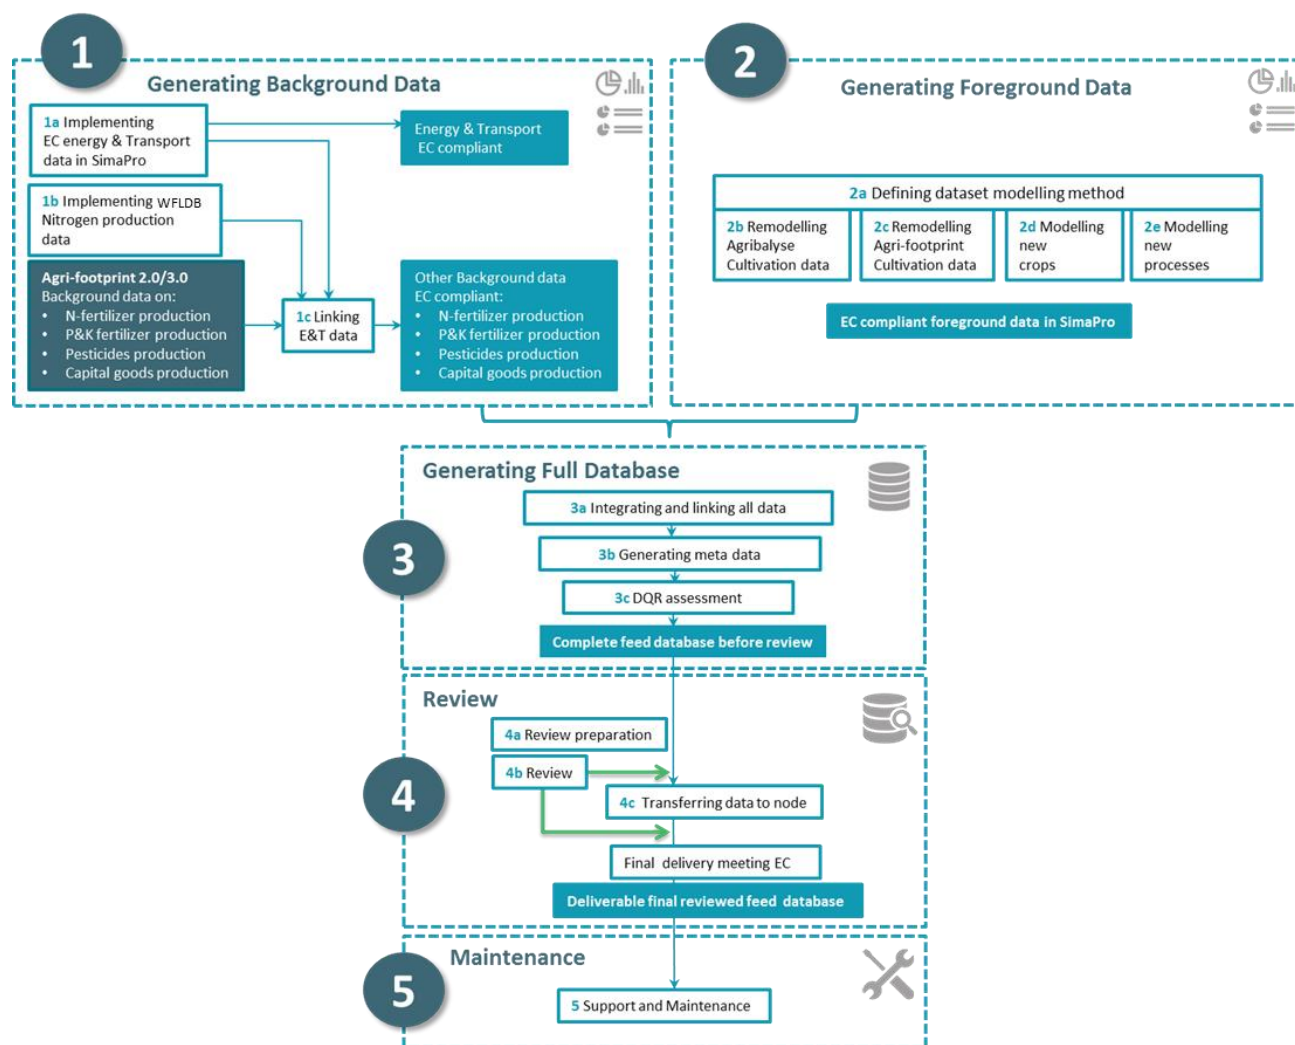 1
Generating Background Data
1a Implementing
EC energy & Transport
data in SimaPro
Energy & Transport
EC compliant
1b Implementing WFLDB
Nitrogen production
data
Agri-footprint 2.0/3.0
Background data on:
• N-fertilizer production
• P&K fertilizer production
• Pesticides production
• Capital goods production
1c Linking
E&T data
Other Background data
EC compliant:
• N-fertilizer production
• P&K fertilizer production
• Pesticides production
• Capital goods production
2
Generating Foreground Data
2a Defining dataset modelling method
2b Remodelling
Agribalyse
Cultivation data
2c Remodelling
Agri-footprint
Cultivation data
2d Modelling
new
crops
2e Modelling
new
processes
EC compliant foreground data in SimaPro
3
Generating Full Database
3a Integrating and linking all data
3b Generating meta data
3c DQR assessment
Complete feed database before review
4
Review
4a Review preparation
4b Review
4c Transferring data to node
Final delivery meeting EC
Deliverable final reviewed feed database
5
Maintenance
5 Support and Maintenance